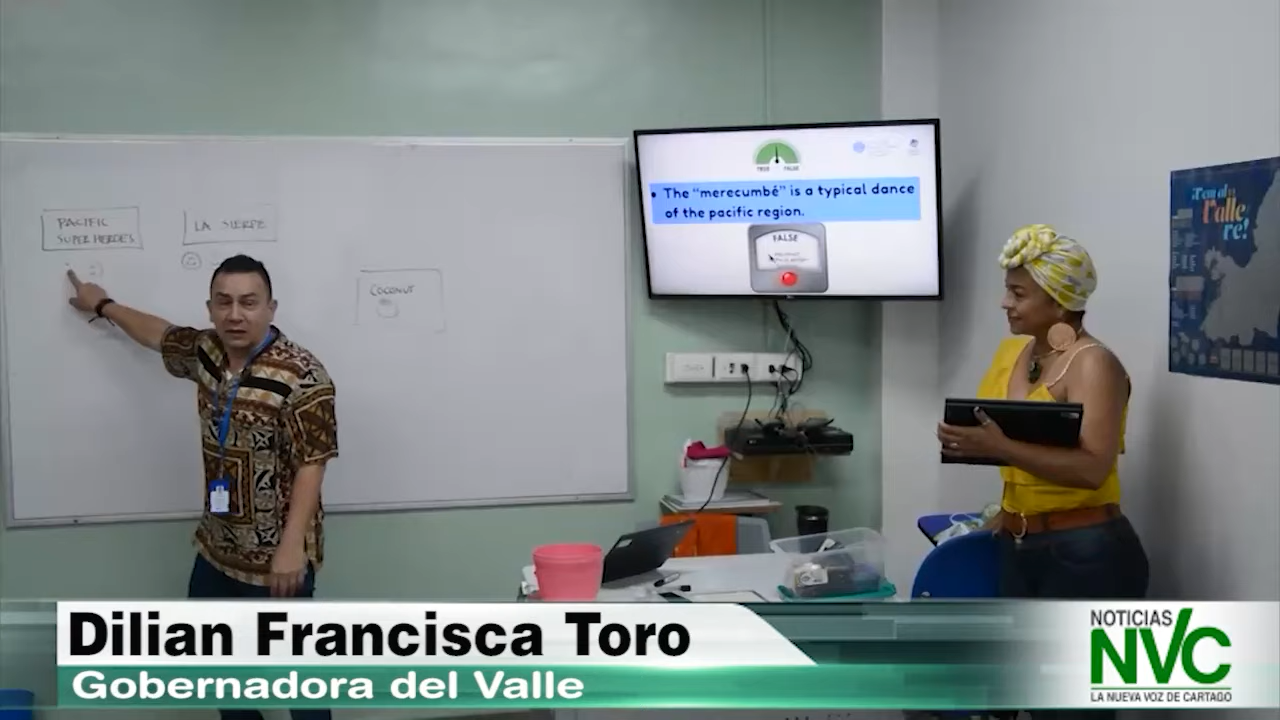 PACIFIC
SUPER HEROES
LA SIERPE
COCONUT
TRUE FALSE
• The “merecumbé” is a typical dance
of the pacific region.
FALSE
Valle
Dilian Francisca Toro
Gobernadora del Valle
NOTICIAS
NVC
LA NUEVA VOZ DE CARTAGO